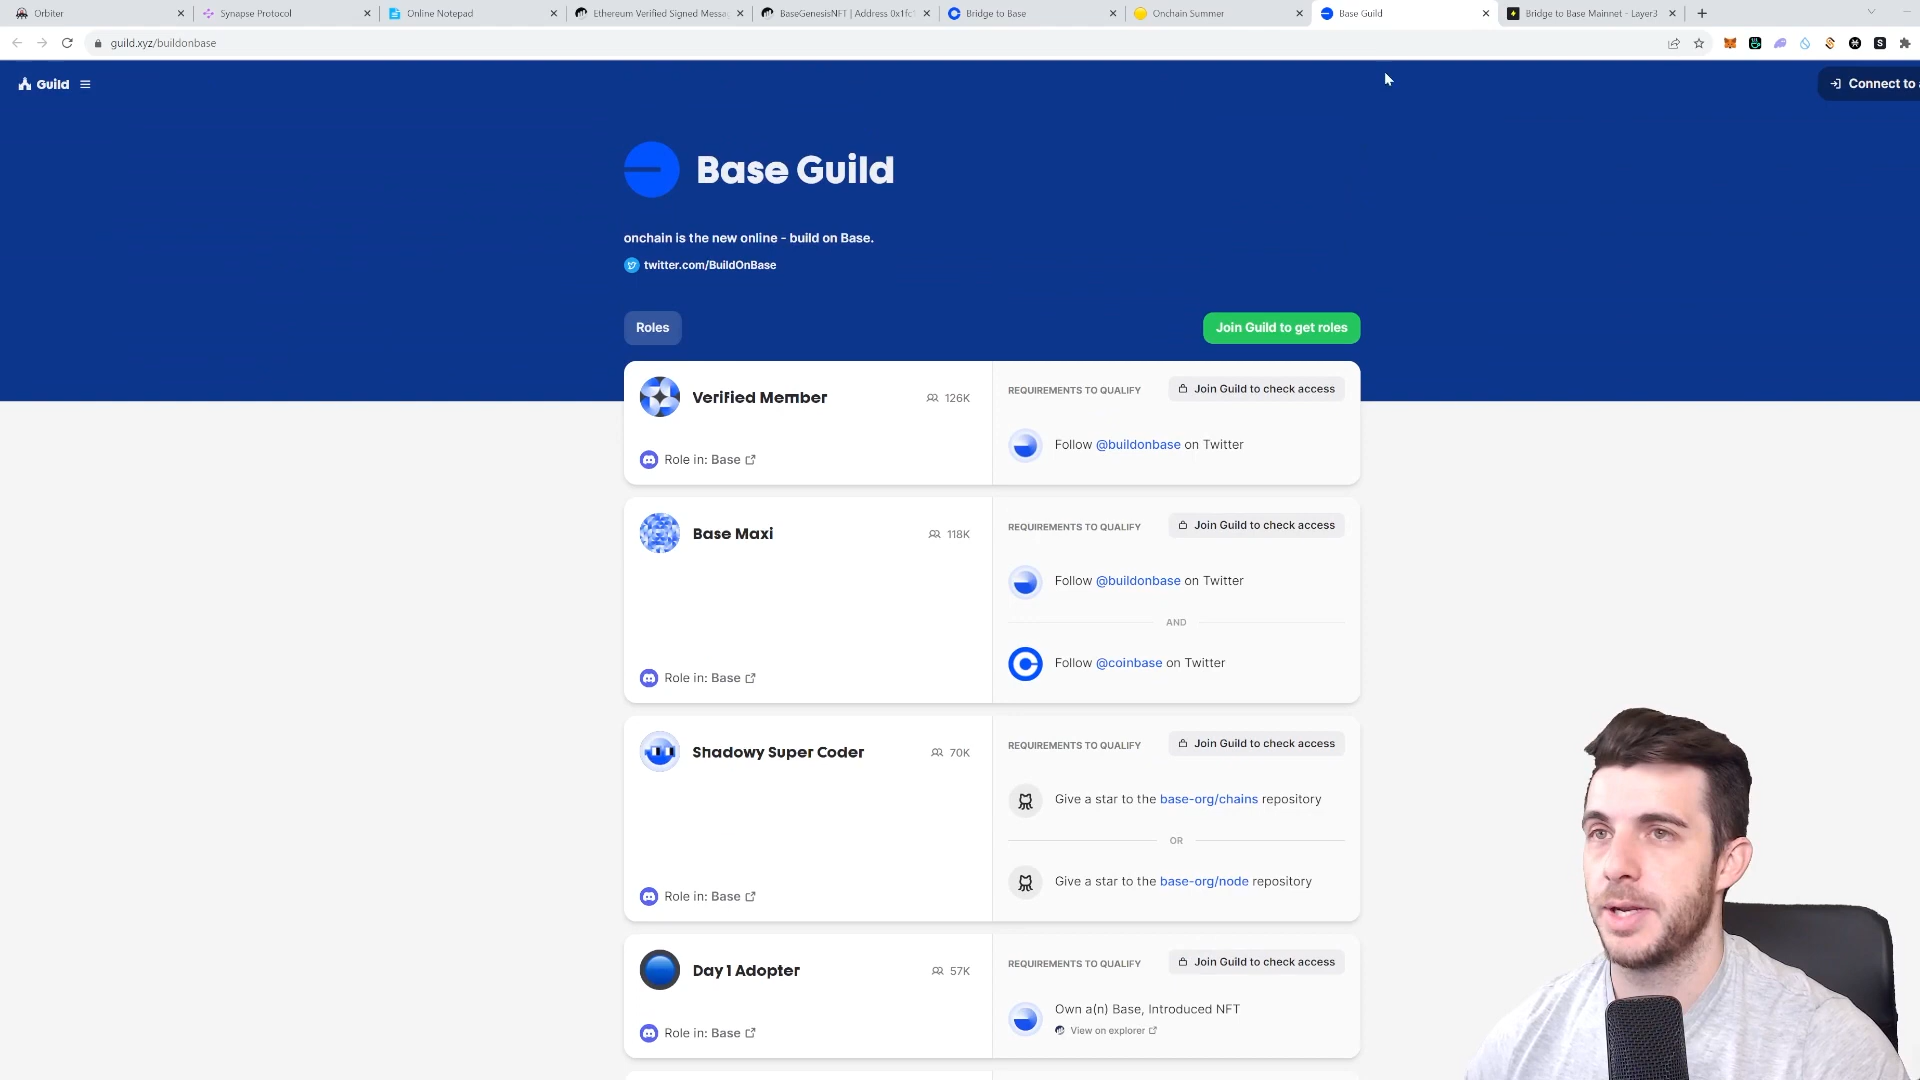 Orbiter
Synapse Protocol
Online Notepad
Ethereum Verified Signed Messa
BaseGenesisNFT | Address 0x1fc1
Bridge to Base
Onchain Summer
Base Guild
Bridge to Base Mainnet - Layer3
guild.xyz/buildonbase
Guild
Connect to a
Base Guild
onchain is the new online - build on Base.
twitter.com/BuildOnBase
Roles
Join Guild to get roles
Verified Member
126K
REQUIREMENTS TO QUALIFY
Join Guild to check access
Follow @buildonbase on Twitter
Role in: Base
Base Maxi
118K
REQUIREMENTS TO QUALIFY
Join Guild to check access
Follow @buildonbase on Twitter
AND
Follow @coinbase on Twitter
Role in: Base
Shadowy Super Coder
70K
REQUIREMENTS TO QUALIFY
Join Guild to check access
Give a star to the base-org/chains repository
OR
Give a star to the base-org/node repository
Role in: Base
Day 1 Adopter
57K
REQUIREMENTS TO QUALIFY
Join Guild to check access
Own a(n) Base, Introduced NFT
View on explorer
Role in: Base